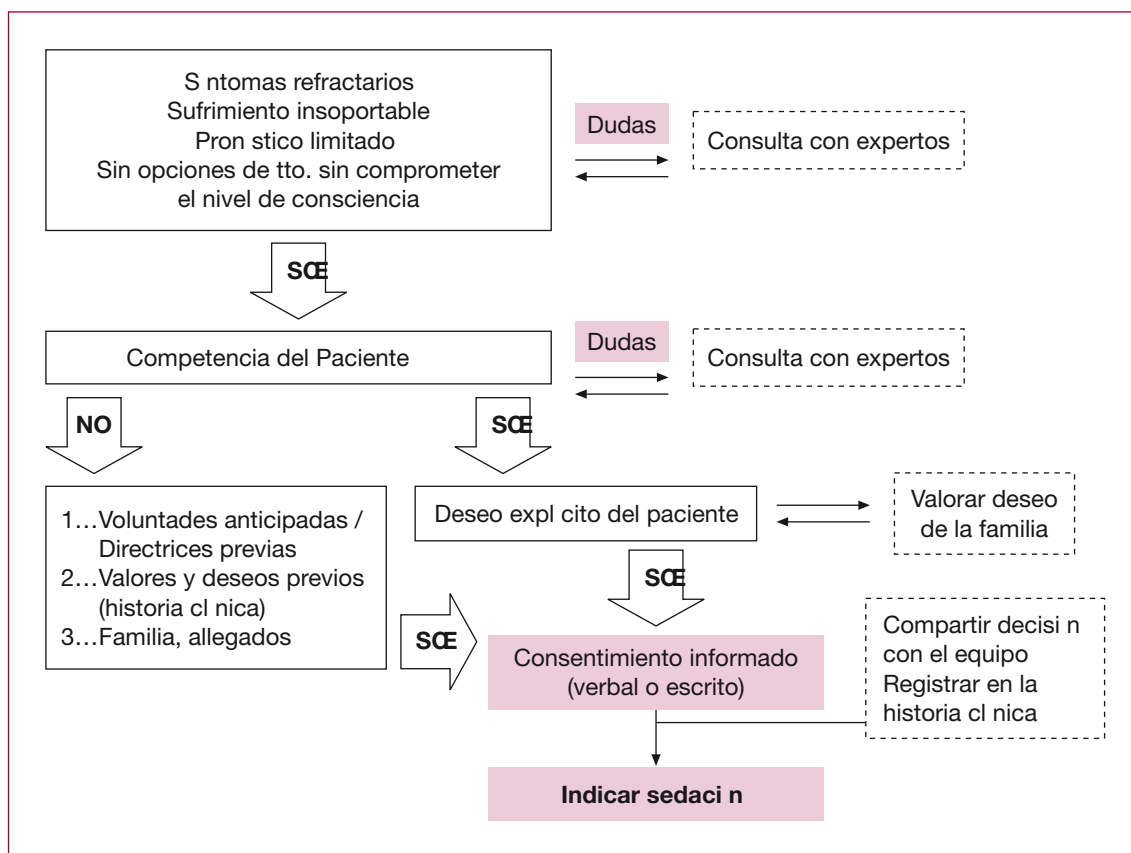 S ntomas refractarios
Sufrimiento insoportable
Pron stico limitado
Sin opciones de tto. sin comprometer
el nivel de consciencia
Dudas
Consulta con expertos
SŒ
Competencia del Paciente
Dudas
Consulta con expertos
NO
SŒ
1...Voluntades anticipadas /
Directrices previas
2...Valores y deseos previos
(historia cl nica)
3...Familia, allegados
Deseo expl cito del paciente
Valorar deseo
de la familia
SŒ
SŒ
Consentimiento informado
(verbal o escrito)
Compartir decisi n
con el equipo
Registrar en la
historia cl nica
Indicar sedaci n